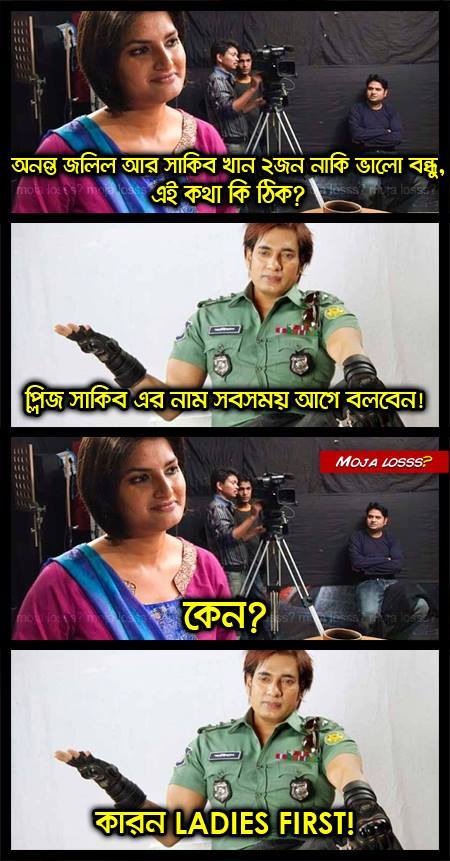 অনন্ত জলিল আর সাকিব খান ২জন নাকি ভালো বন্ধু,
এই কথা কি ঠিক?
প্লিজ সাকিব এর নাম সবসময় আগে বলবেন!
MOJA LOSSS?
কেন?
কারন LADIES FIRST!